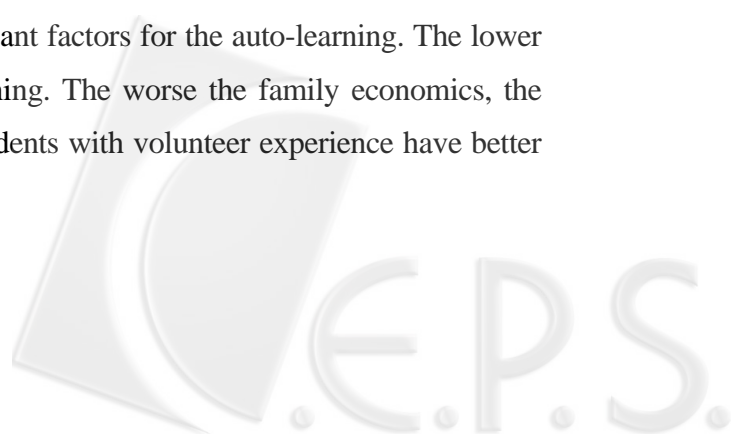 ant factors for the auto-learning. The lower
ning. The worse the family economics, the
dents with volunteer experience have better
C.E.P.S.